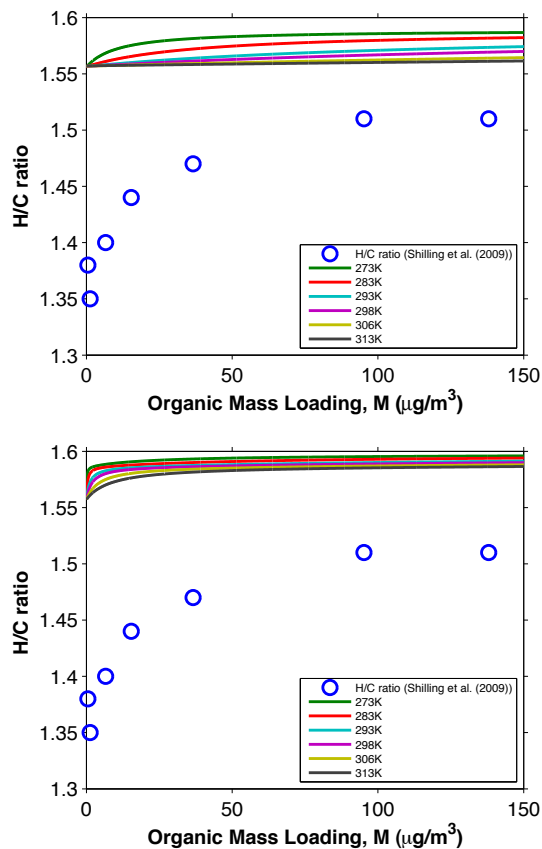 1.6
1.55
1.5
1.45
1.4
1.35
1.3
H/C ratio
H/C ratio (Shilling et al. (2009))
273K
283K
293K
298K
306K
313K
0 50 100 150
Organic Mass Loading, M (μg/m³)
1.6
1.55
1.5
1.45
1.4
1.35
1.3
H/C ratio
H/C ratio (Shilling et al. (2009))
273K
283K
293K
298K
306K
313K
0 50 100 150
Organic Mass Loading, M (μg/m³)